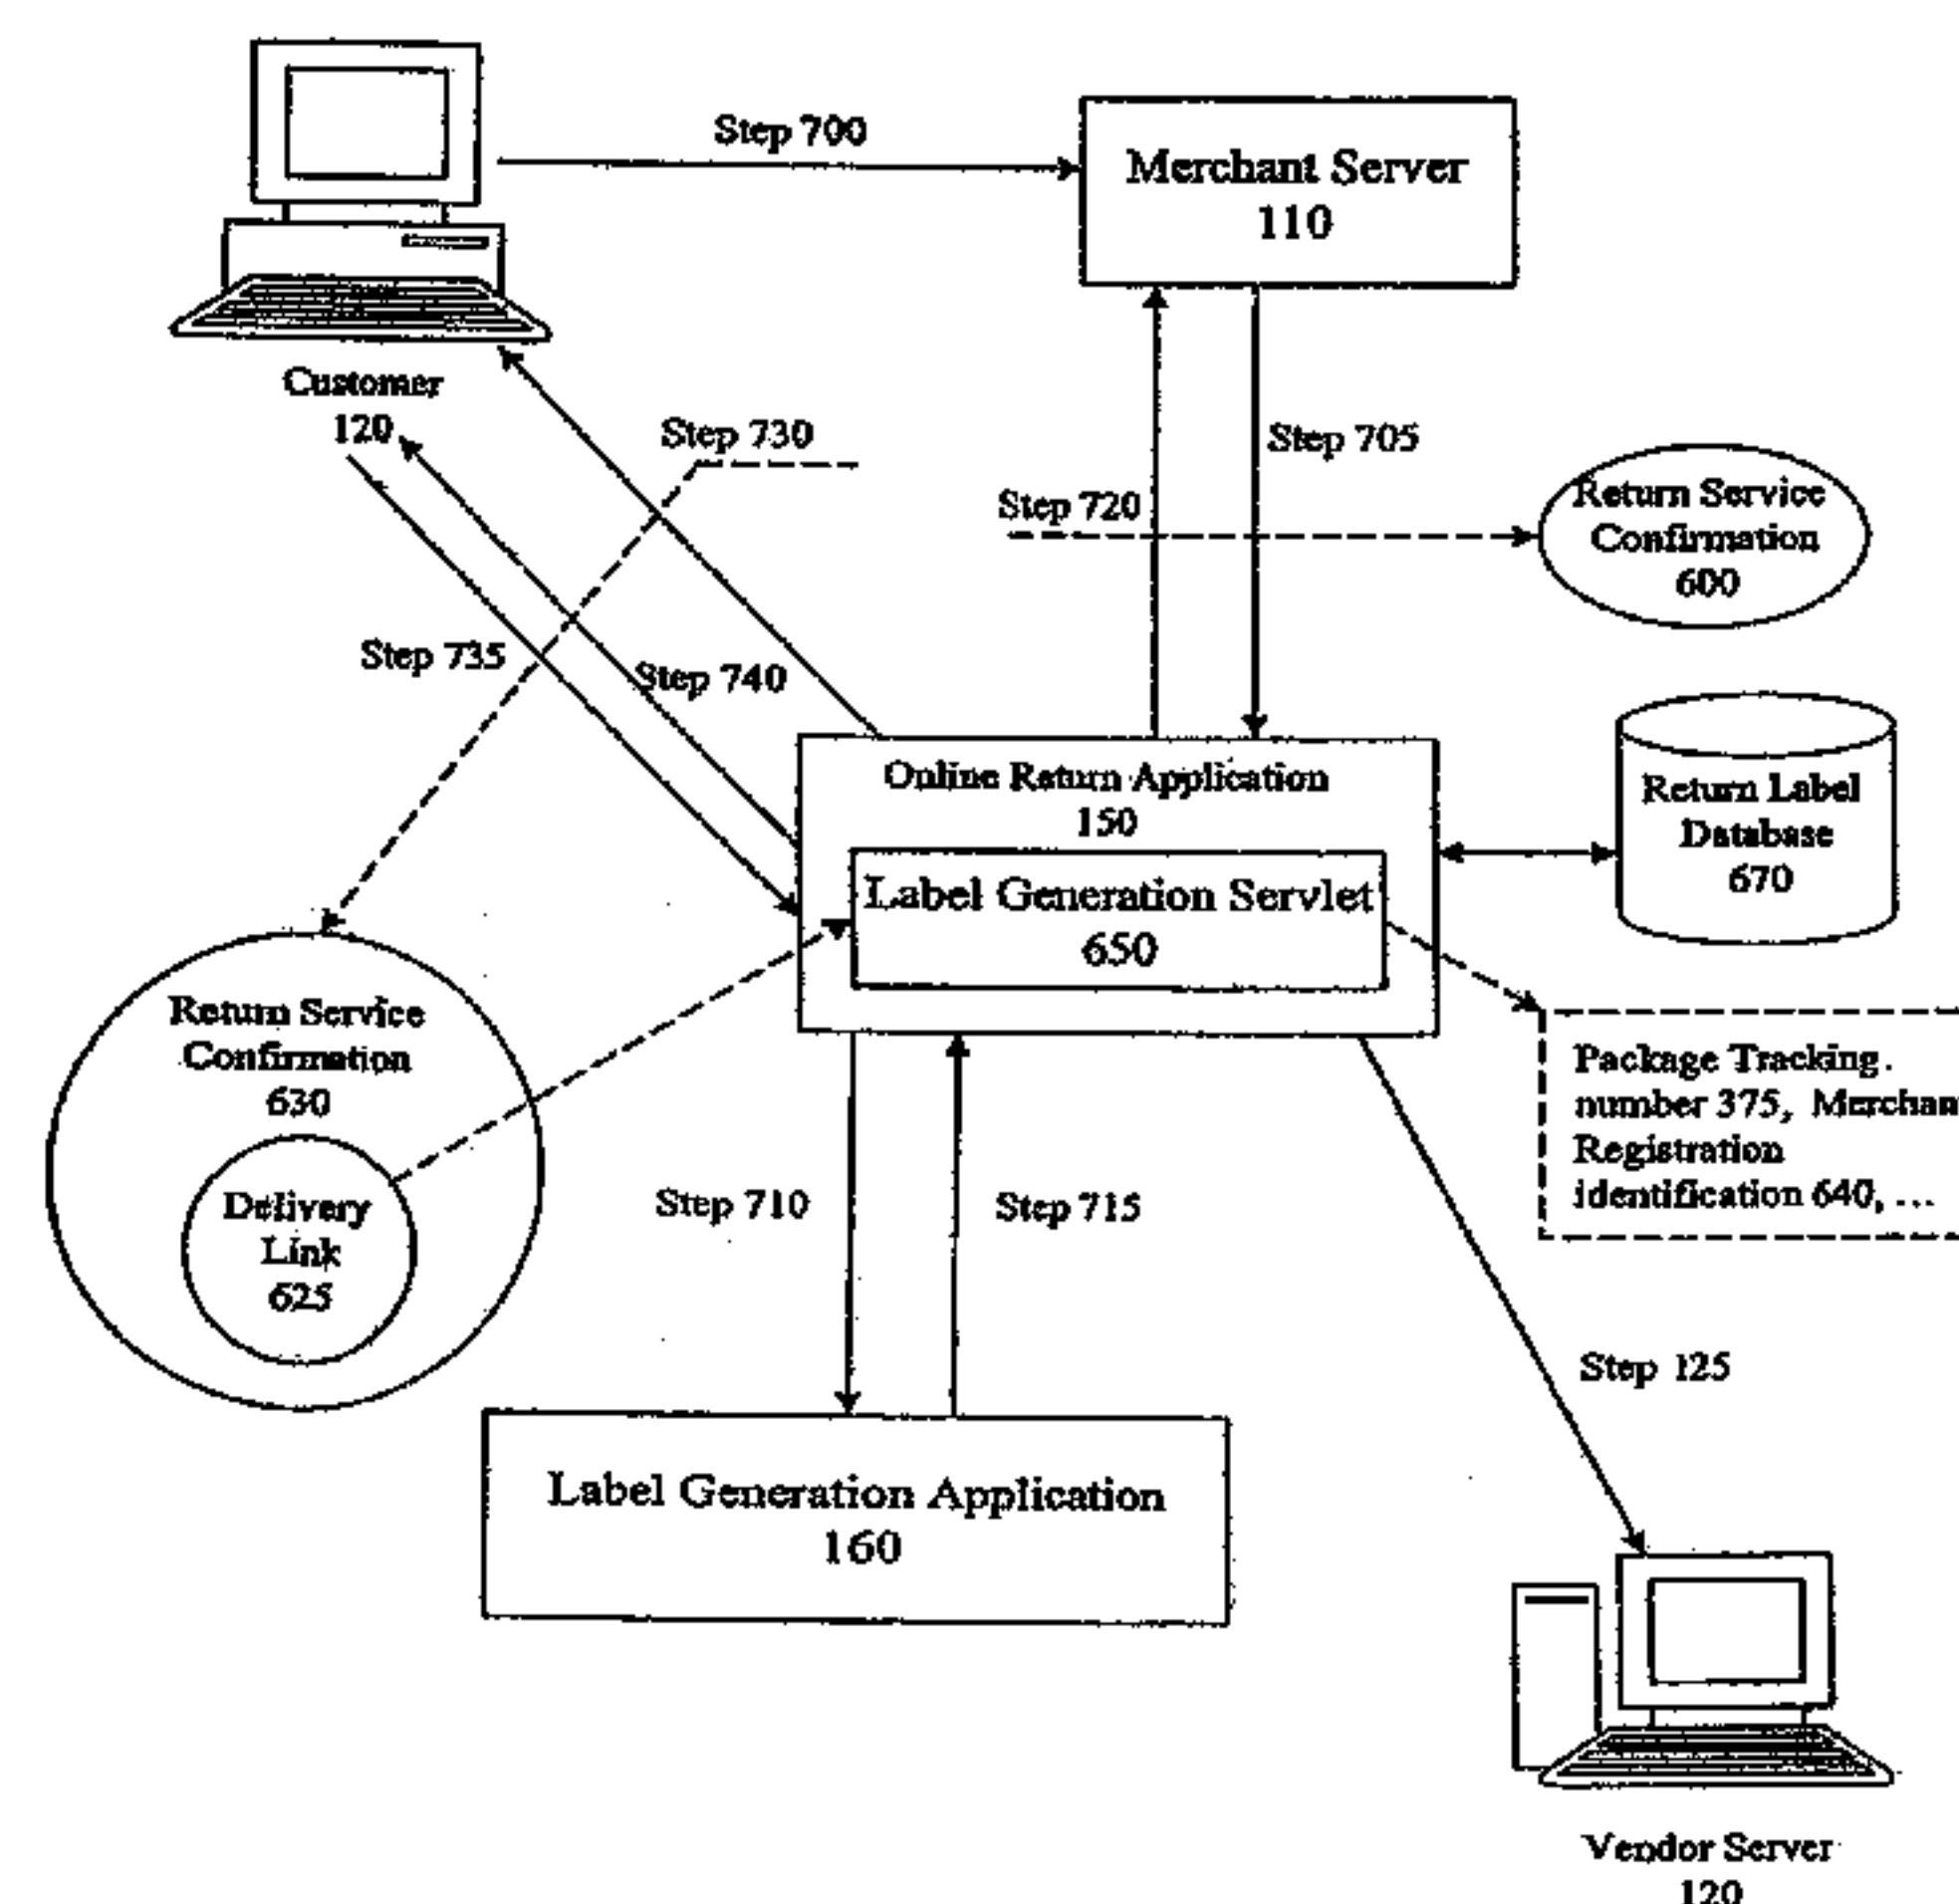 Step 700
Merchant Server
110
Customer
120
Step 730
Step 705
Step 720
Return Service
Confirmation
600
Step 735
Step 740
Online Return Application
150
Label Generation Servlet
650
Return Label
Database
670
Return Service
Confirmation
630
Delivery
Link
625
Package Tracking
number 375, Merchan
Registration
identification 640, ...
Step 710
Step 715
Step 125
Label Generation Application
160
Vendor Server
120